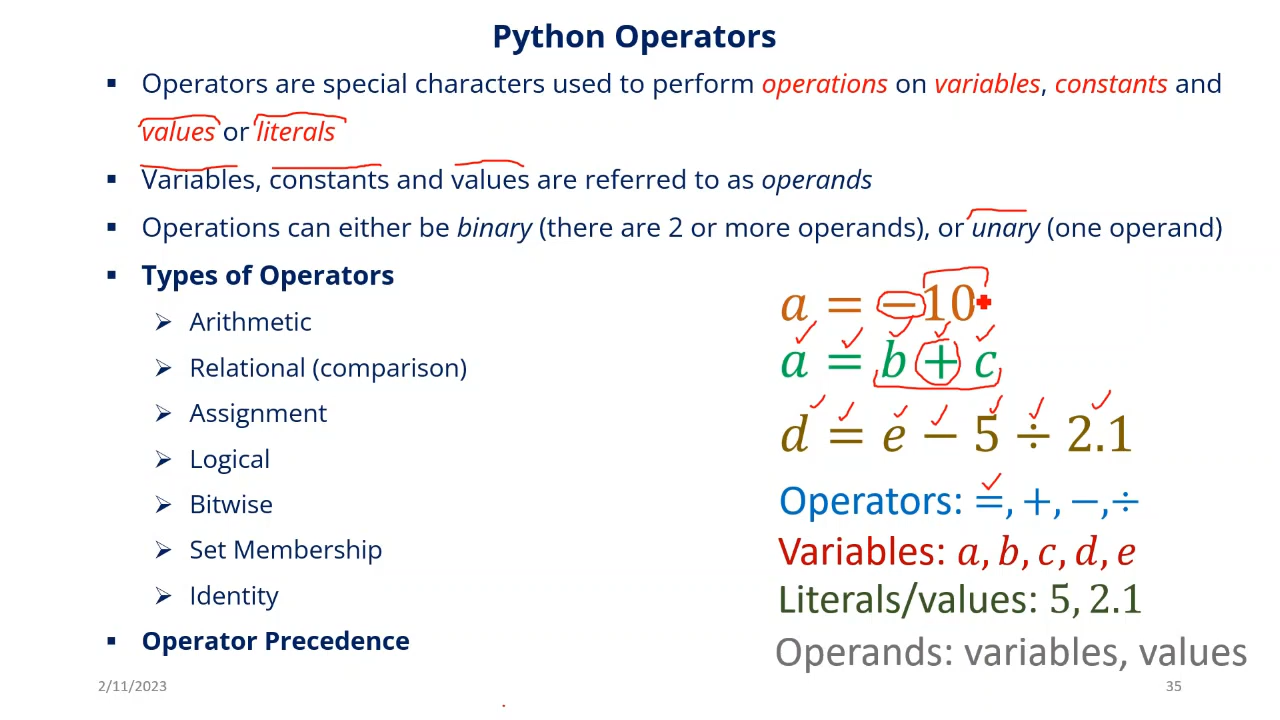 Python Operators
▪ Operators are special characters used to perform operations on variables, constants and
values or literals
▪ Variables, constants and values are referred to as operands
▪ Operations can either be binary (there are 2 or more operands), or unary (one operand)
▪ Types of Operators
➢ Arithmetic
➢ Relational (comparison)
➢ Assignment
➢ Logical
➢ Bitwise
➢ Set Membership
➢ Identity
▪ Operator Precedence
a = −10
a = b + c
d = e − 5 ÷ 2.1
Operators: =, +, −,÷
Variables: a, b, c, d, e
Literals/values: 5, 2.1
Operands: variables, values
2/11/2023
35